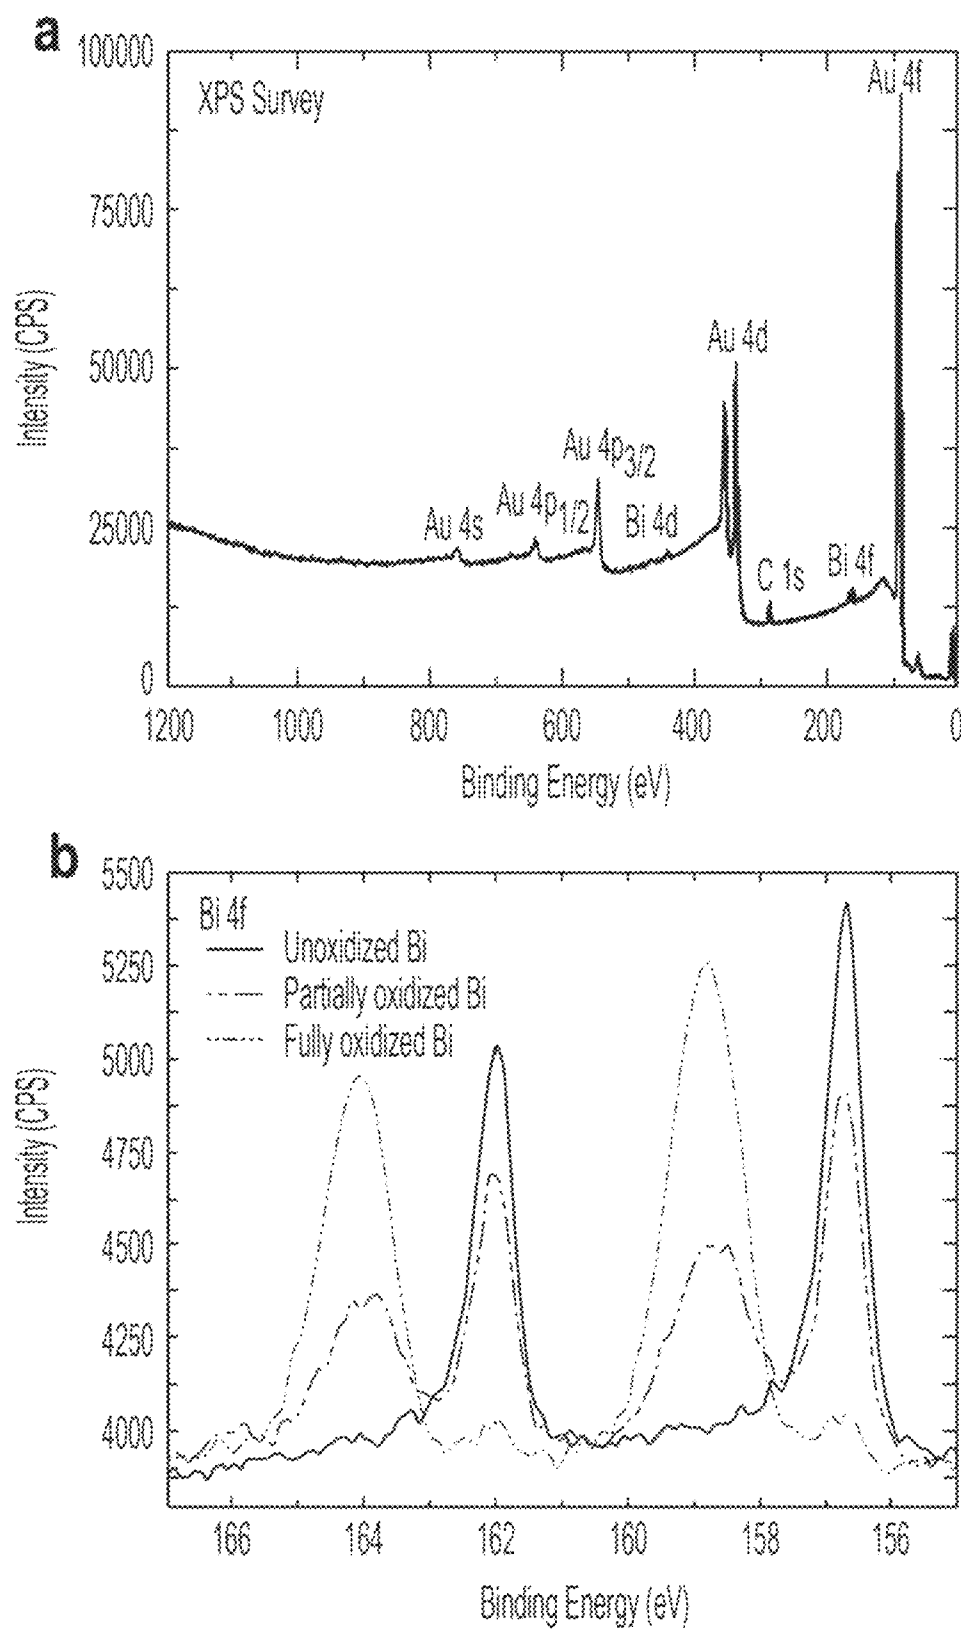 a
100000
XPS Survey
Au 4f
75000
Intensity (CPS)
50000
Au 4d
Au 4p3/2
Au 4p1/2
Au 4s
Bi 4d
25000
C 1s
Bi 4f
0
1200 1000 800 600 400 200 0
Binding Energy (eV)
b
5500
Bi 4f
Unoxidized Bi
5250
Partially oxidized Bi
Fully oxidized Bi
5000
Intensity (CPS)
4750
4500
4250
4000
166 164 162 160 158 156
Binding Energy (eV)